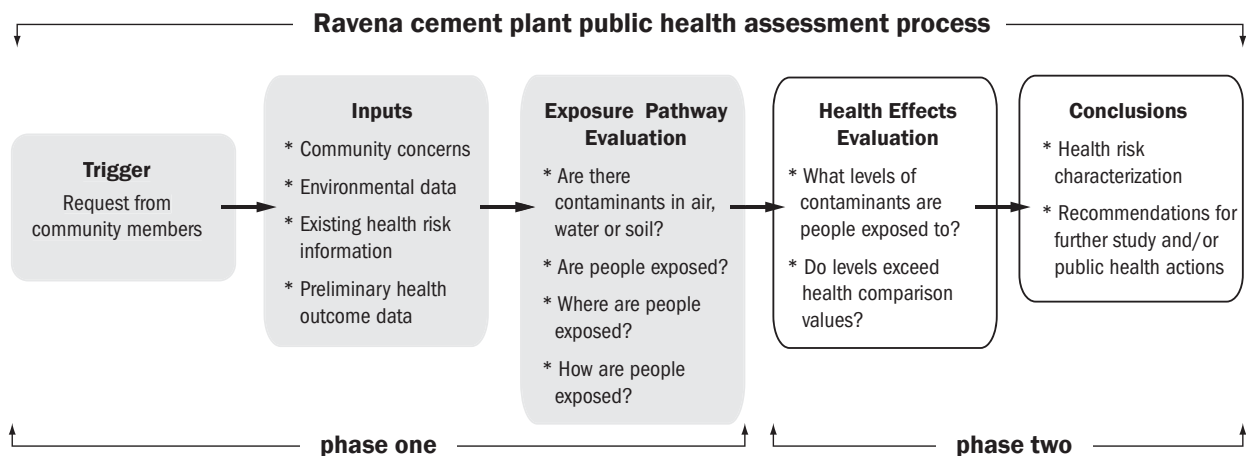 Ravena cement plant public health assessment process
Trigger
Request from
community members
Inputs
* Community concerns
* Environmental data
* Existing health risk
information
* Preliminary health
outcome data
Exposure Pathway
Evaluation
* Are there
contaminants in air,
water or soil?
* Are people exposed?
* Where are people
exposed?
* How are people
exposed?
Health Effects
Evaluation
* What levels of
contaminants are
people exposed to?
* Do levels exceed
health comparison
values?
Conclusions
* Health risk
characterization
* Recommendations for
further study and/or
public health actions
phase one
phase two